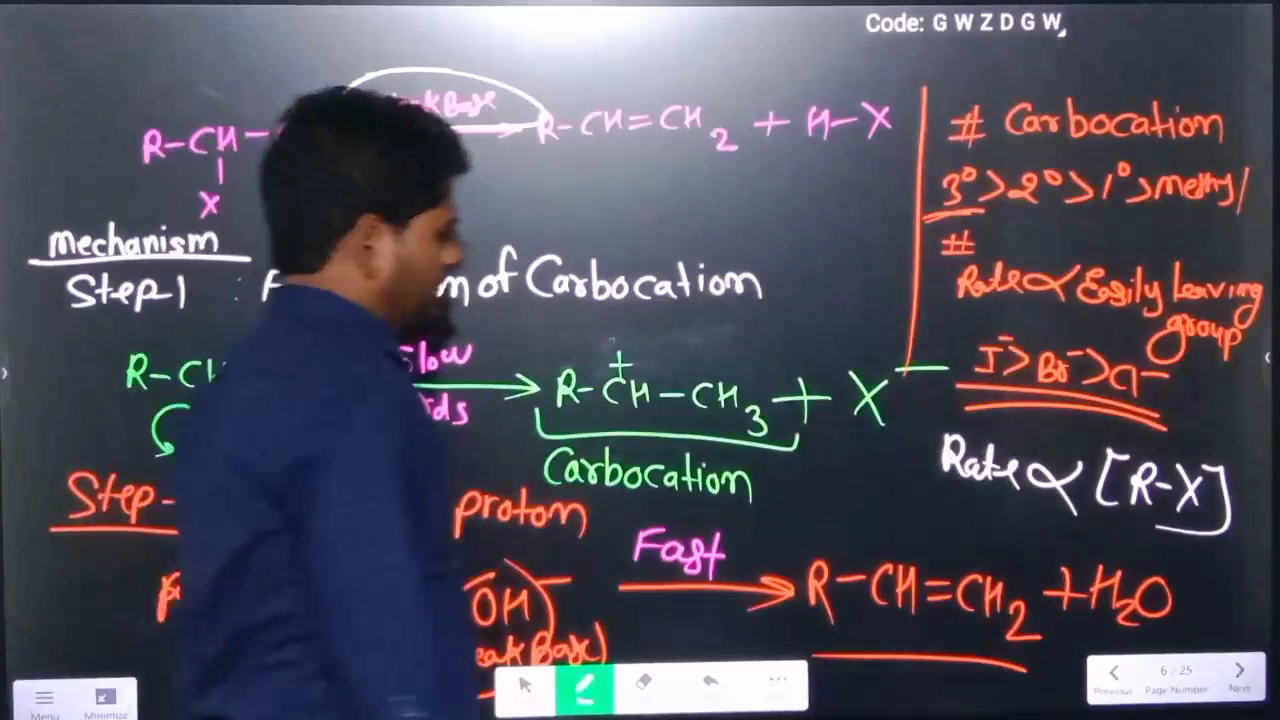 Code: G W Z D G W
R-CH-
X
Base
R-CH=CH2 + H-X
Mechanism
Step 1 : of Carbocation
R-CH
Slow
R-C⁺H-CH3 + X⁻
Carbocation
Step- proton
Fast
R-CH=CH2 + H2O
# Carbocation
3°>2°>1°>methyl
#
Rate ∝ Easily Leaving
group
I⁻>Br⁻>Cl⁻
Rate ∝ [R-X]
Menu
Minimize
Previous
6 / 25
Page Number
Next